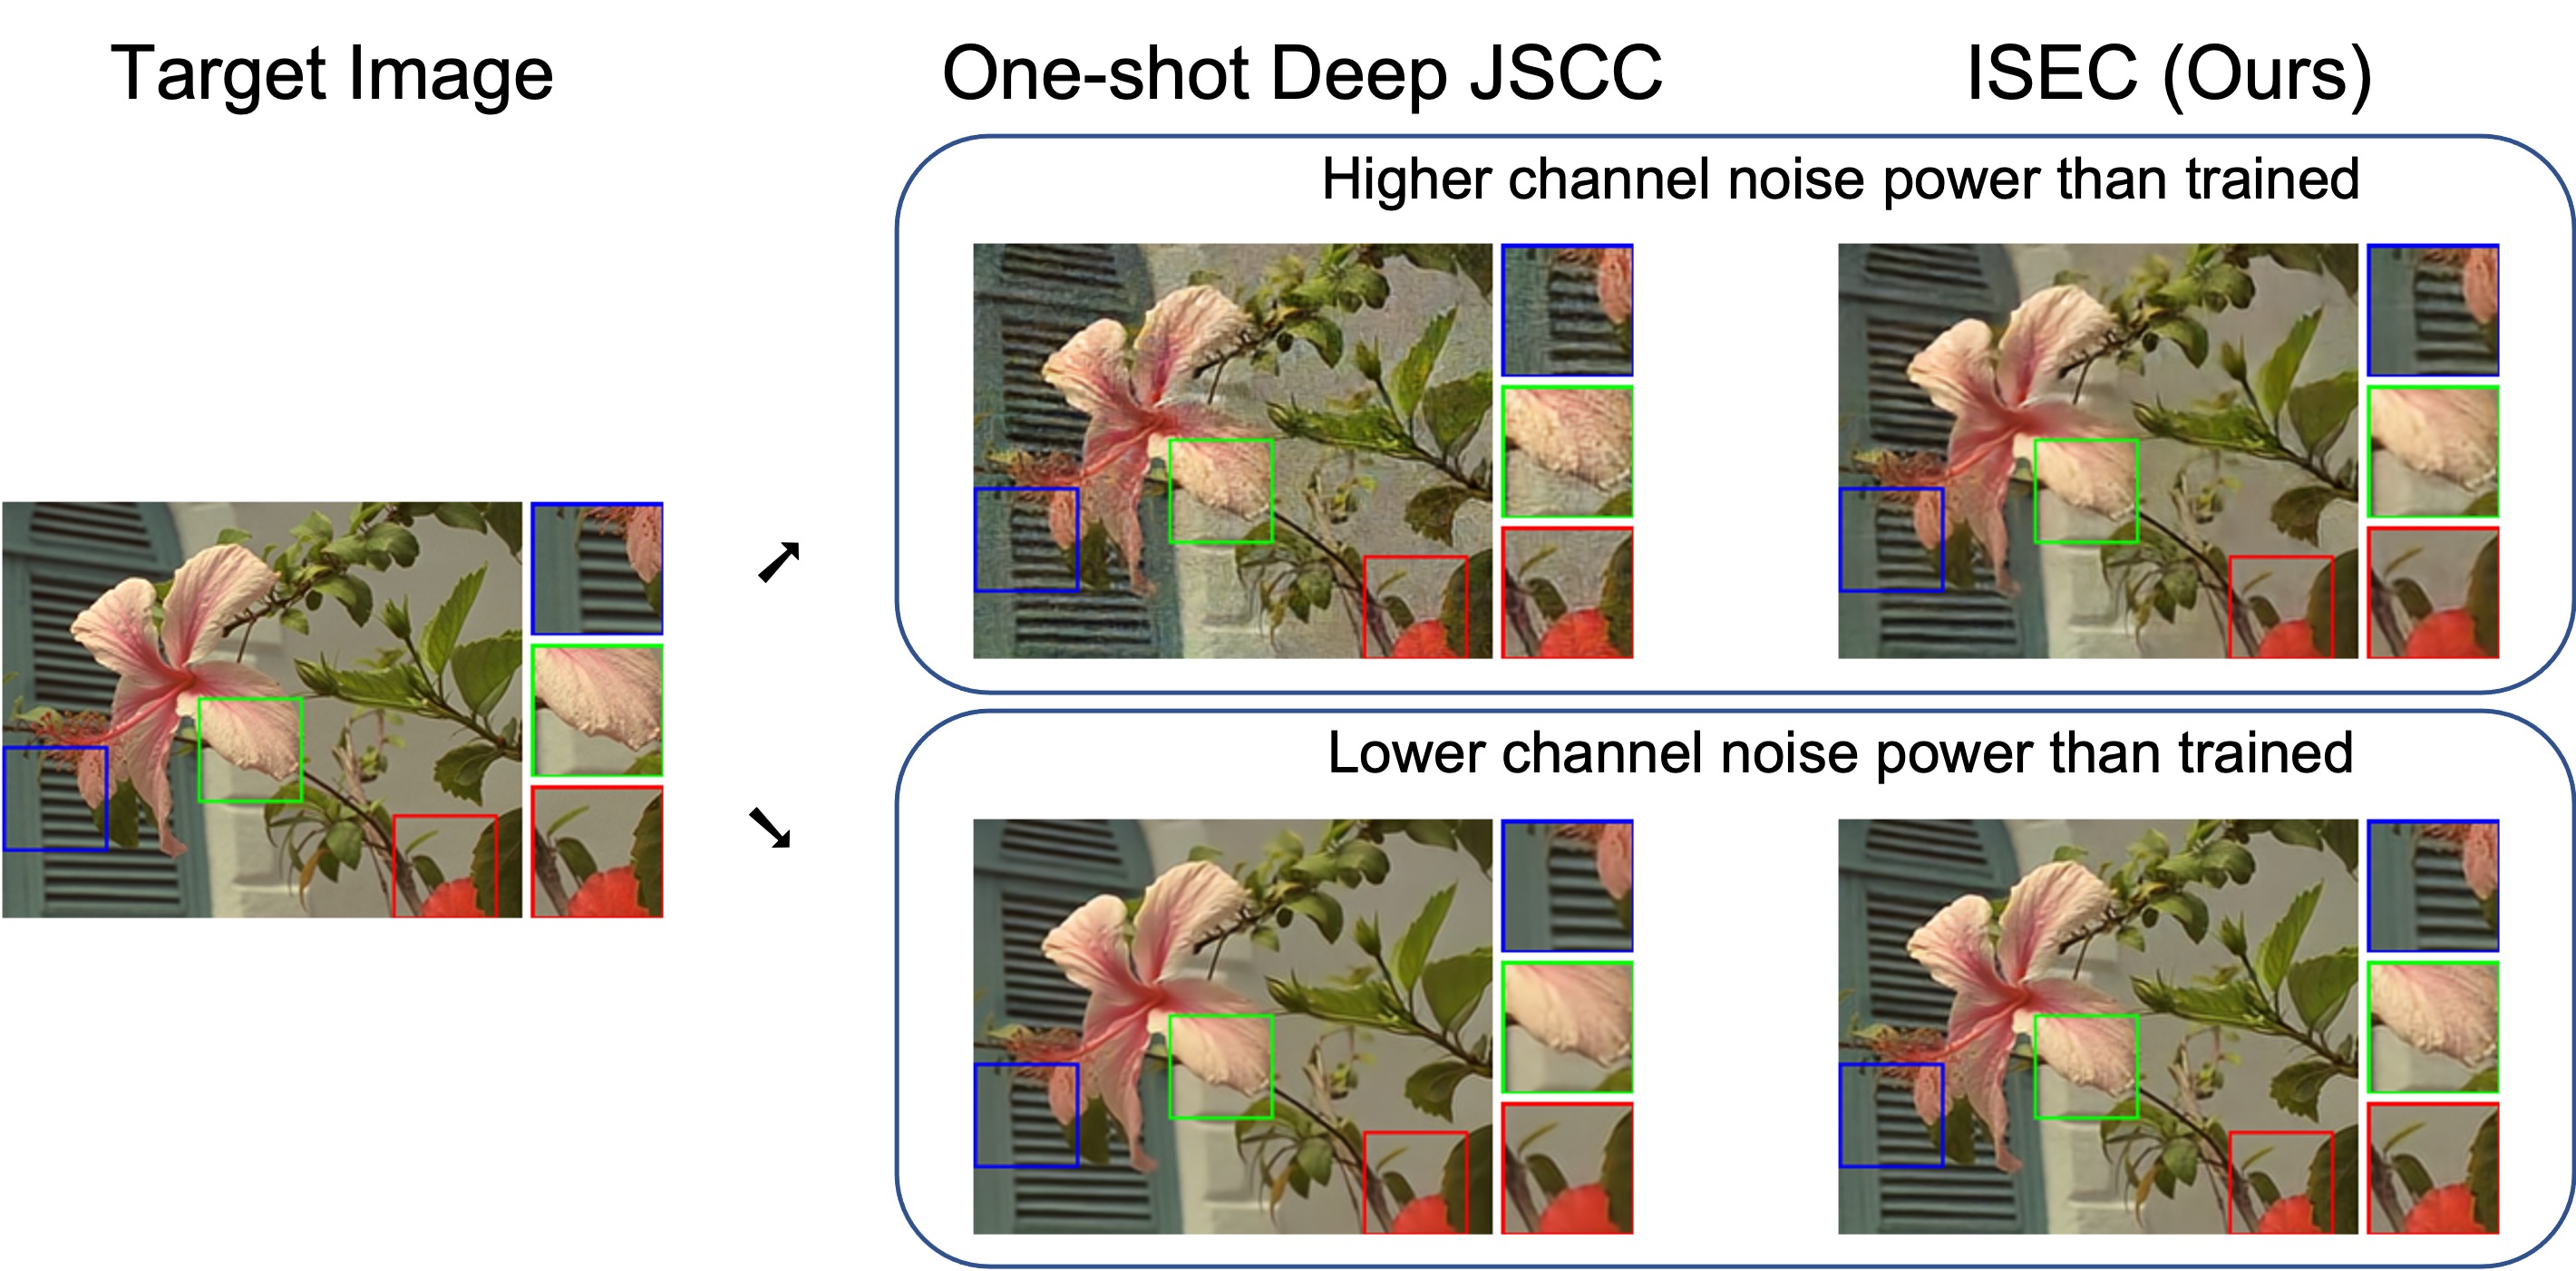 Target Image
One-shot Deep JSCC
ISEC (Ours)
Higher channel noise power than trained
Lower channel noise power than trained